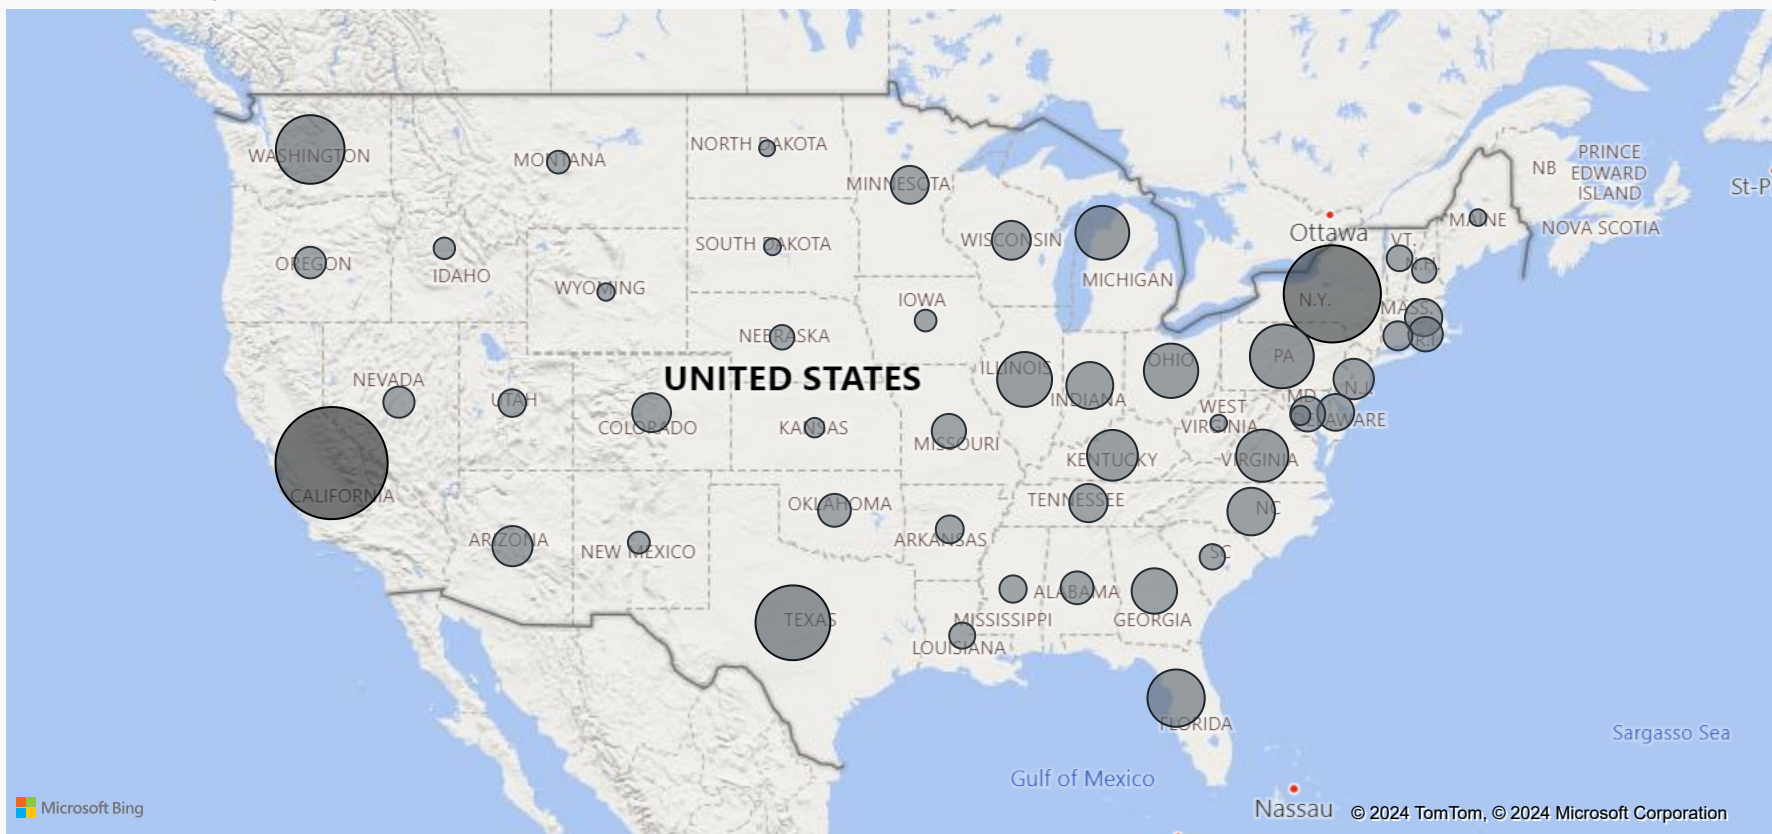 WASHINGTON
MONTANA
NORTH DAKOTA
MINNESOTA
PRINCE
EDWARD
ISLAND
NB
St-P
MAINE
NOVA SCOTIA
Ottawa
VT.
N.H.
OREGON
IDAHO
SOUTH DAKOTA
WISCONSIN
MICHIGAN
WYOMING
IOWA
N.Y.
MASS.
R.I.
NEBRASKA
UNITED STATES
ILLINOIS
INDIANA
OHIO
PA
N.J.
NEVADA
UTAH
COLORADO
KANSAS
MISSOURI
WEST
VIRGINIA
MD
DELAWARE
KENTUCKY
VIRGINIA
CALIFORNIA
OKLAHOMA
TENNESSEE
NC
ARIZONA
NEW MEXICO
ARKANSAS
SC
TEXAS
MISSISSIPPI
ALABAMA
GEORGIA
LOUISIANA
FLORIDA
Sargasso Sea
Gulf of Mexico
Nassau
Microsoft Bing
© 2024 TomTom, © 2024 Microsoft Corporation